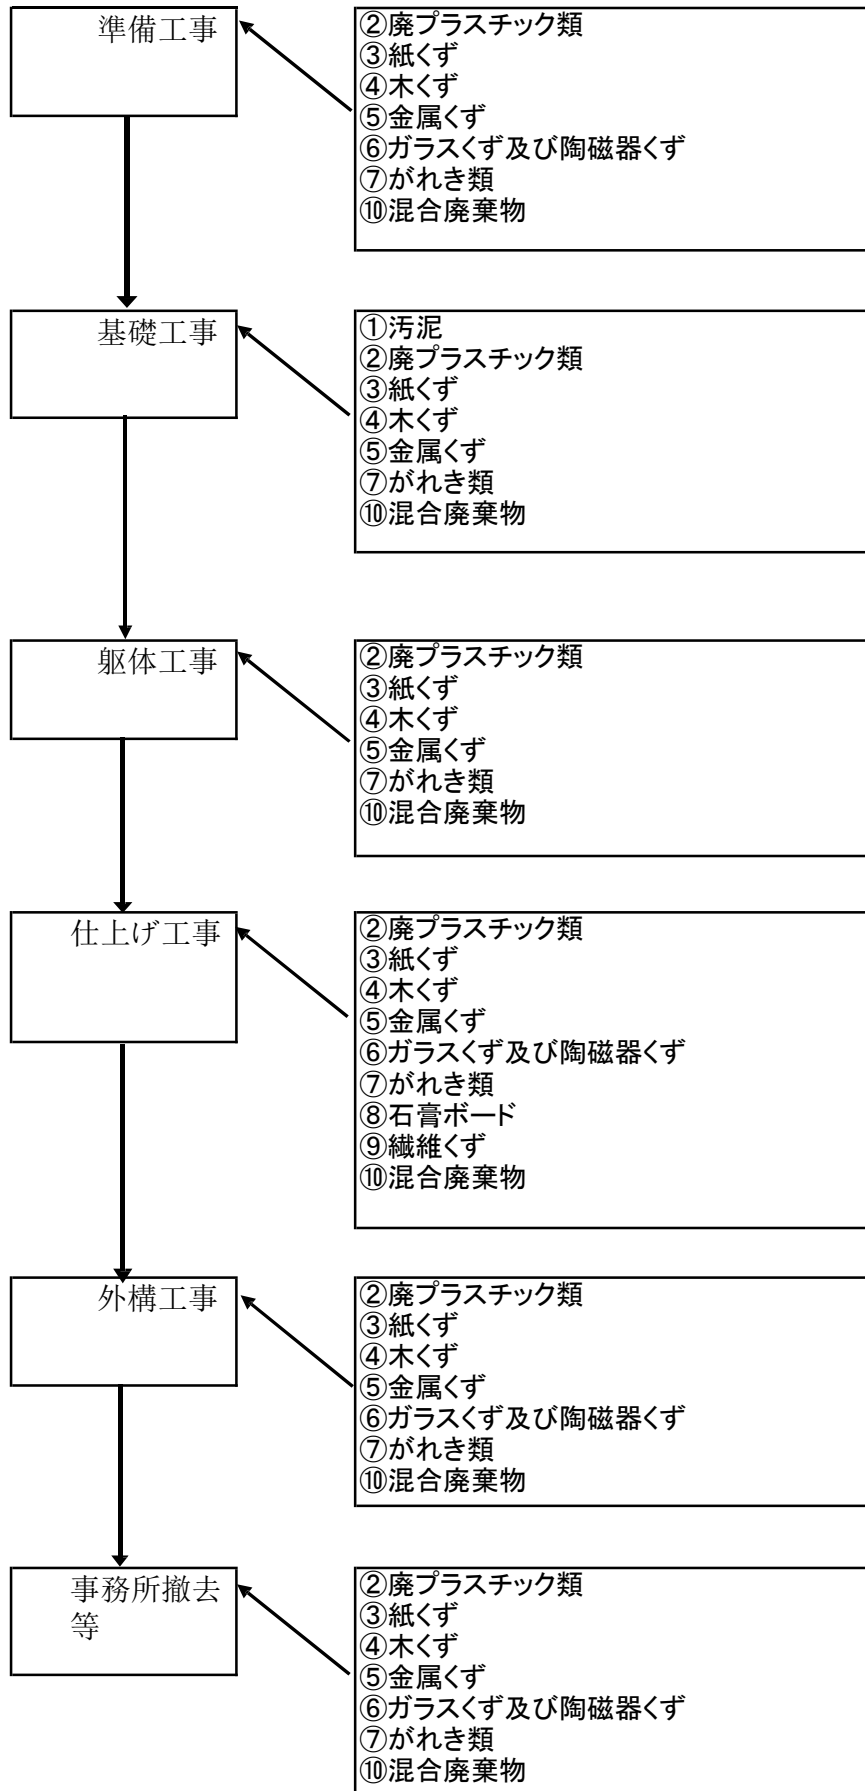 準備工事
②廃プラスチック類
③紙くず
④木くず
⑤金属くず
⑥ガラスくず及び陶磁器くず
⑦がれき類
⑩混合廃棄物
基礎工事
①汚泥
②廃プラスチック類
③紙くず
④木くず
⑤金属くず
⑦がれき類
⑩混合廃棄物
躯体工事
②廃プラスチック類
③紙くず
④木くず
⑤金属くず
⑦がれき類
⑩混合廃棄物
仕上げ工事
②廃プラスチック類
③紙くず
④木くず
⑤金属くず
⑥ガラスくず及び陶磁器くず
⑦がれき類
⑧石膏ボード
⑨繊維くず
⑩混合廃棄物
外構工事
②廃プラスチック類
③紙くず
④木くず
⑤金属くず
⑥ガラスくず及び陶磁器くず
⑦がれき類
⑩混合廃棄物
事務所撤去
等
②廃プラスチック類
③紙くず
④木くず
⑤金属くず
⑥ガラスくず及び陶磁器くず
⑦がれき類
⑩混合廃棄物